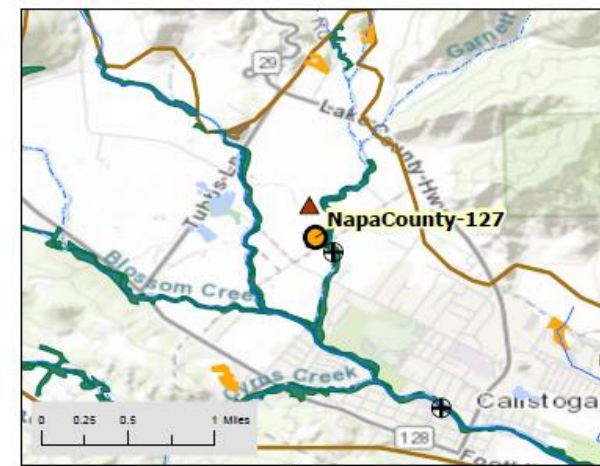 Garnett
29
Lake County Hwy
Tubbs Ln
NapaCounty-127
Blossom Creek
Cyrus Creek
Calistoga
0 0.25 0.5 1 Miles
128
Footh